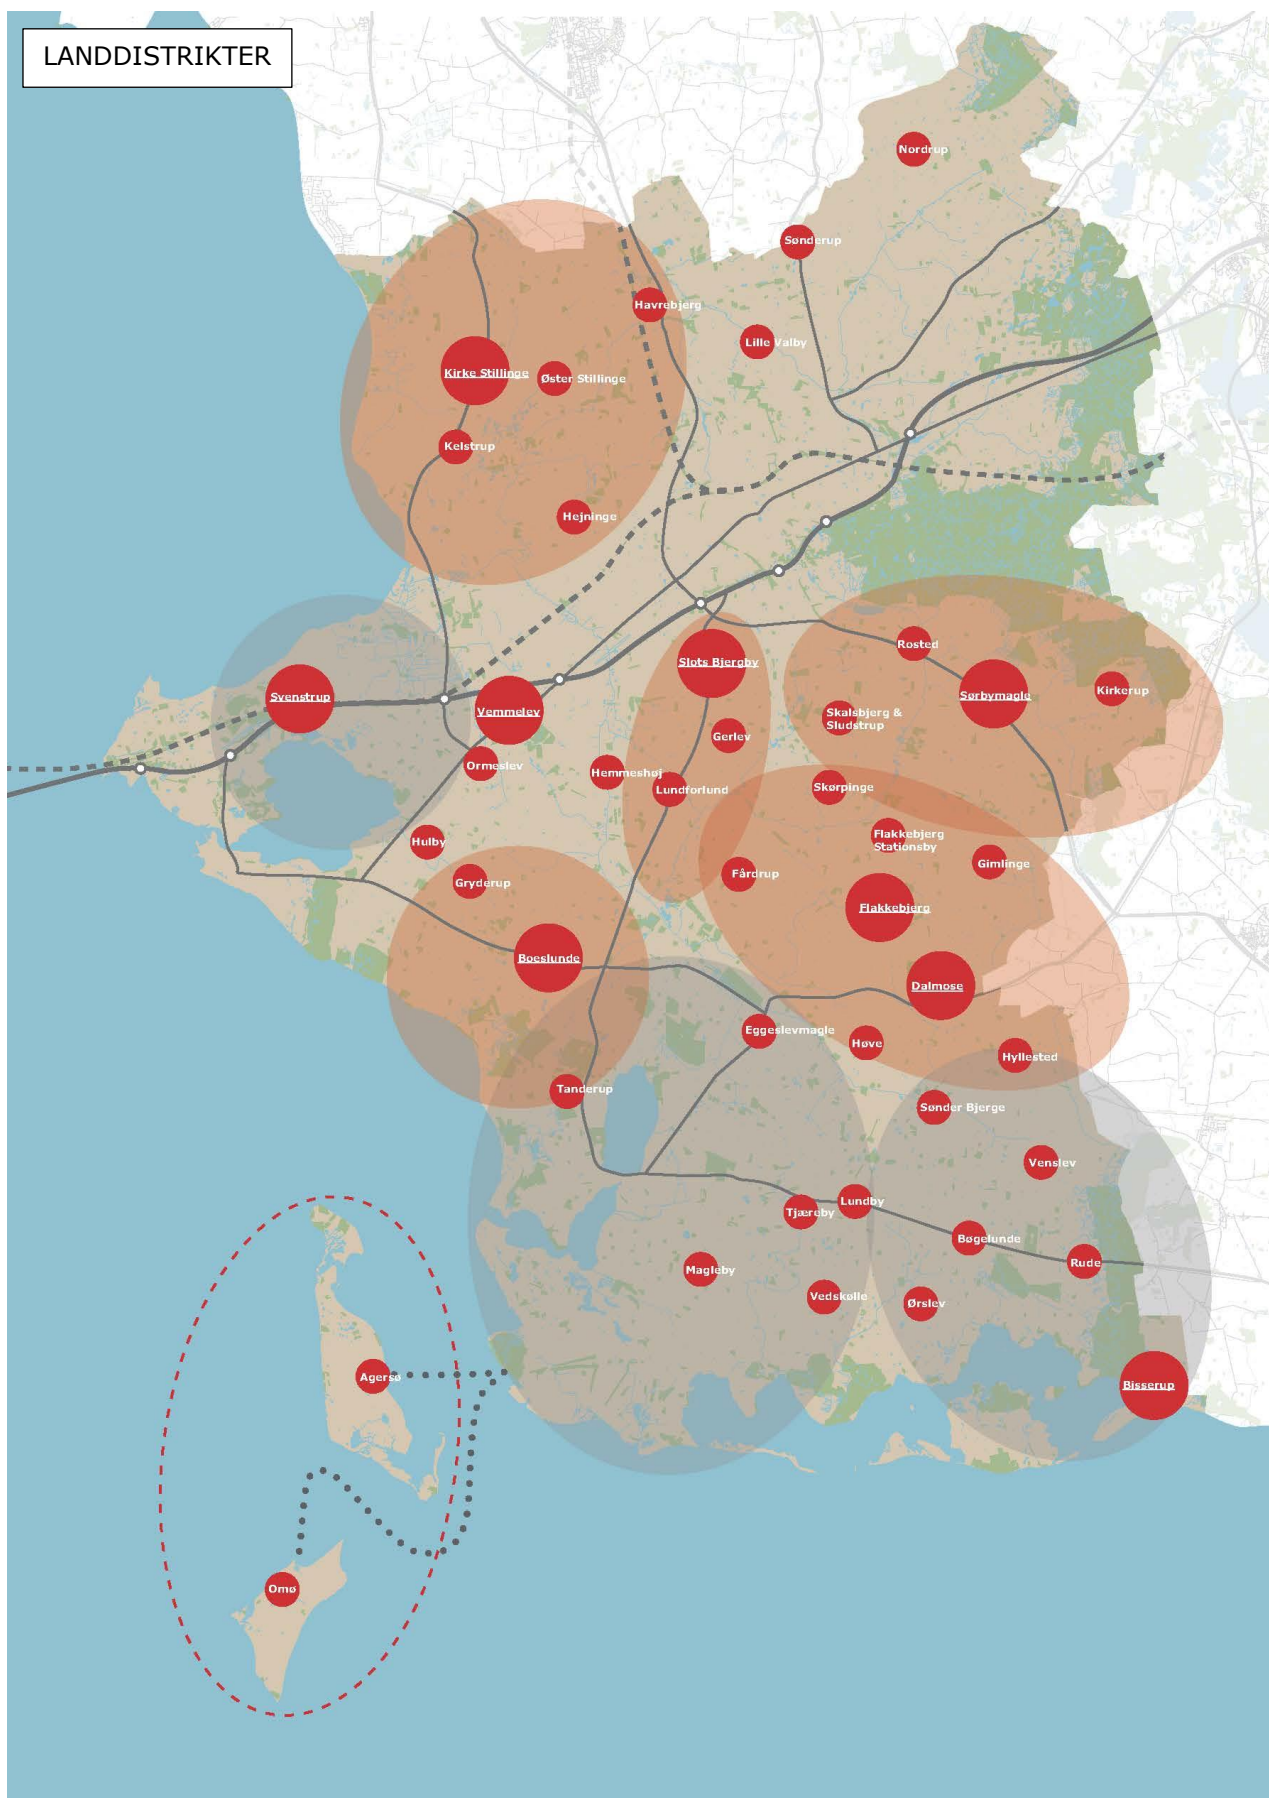 LANDDISTRIKTER
Nordrup
Sønderup
Havrebjerg
Lille Valby
Kirke Stillinge
Øster Stillinge
Kelstrup
Hejninge
Rosted
Slots Bjergby
Svenstrup
Sørbymagle
Kirkerup
Vemmelev
Skalsbjerg &
Sludstrup
Gerlev
Ormeslev
Hemmeshøj
Lundforlund
Skørpinge
Hulby
Flakkebjerg
Stationsby
Gimlinge
Gryderup
Fårdrup
Flakkebjerg
Boeslunde
Dalmose
Eggeslevmagle
Høve
Hyllested
Tanderup
Sønder Bjerge
Venslev
Lundby
Tjæreby
Bøgelunde
Rude
Magleby
Vedskølle
Ørslev
Agersø
Bisserup
Omø